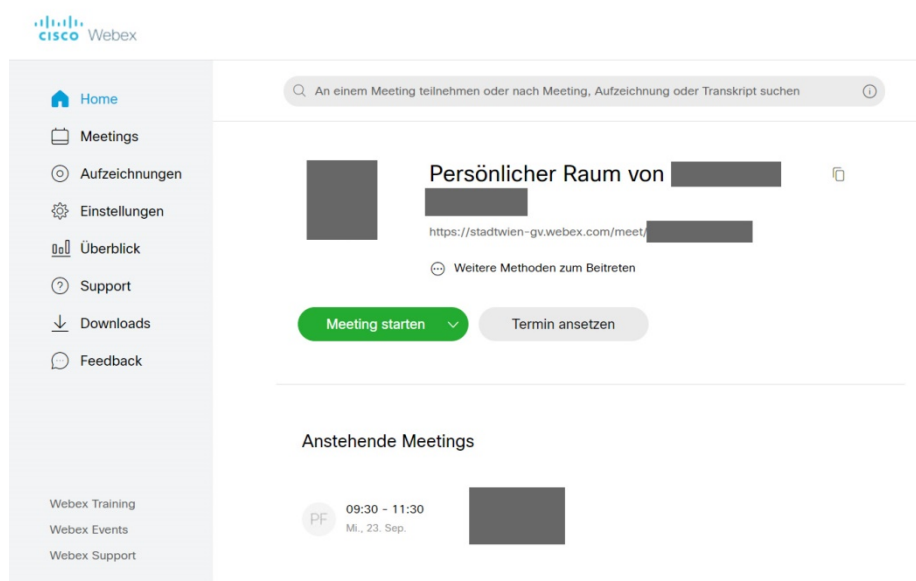 CISCO Webex
Home
Meetings
Aufzeichnungen
Einstellungen
Überblick
Support
Downloads
Feedback
Webex Training
Webex Events
Webex Support
An einem Meeting teilnehmen oder nach Meeting, Aufzeichnung oder Transkript suchen
Persönlicher Raum von
https://stadtwien-gv.webex.com/meet/
Weitere Methoden zum Beitreten
Meeting starten
Termin ansetzen
Anstehende Meetings
PF
09:30 - 11:30
Mi., 23. Sep.